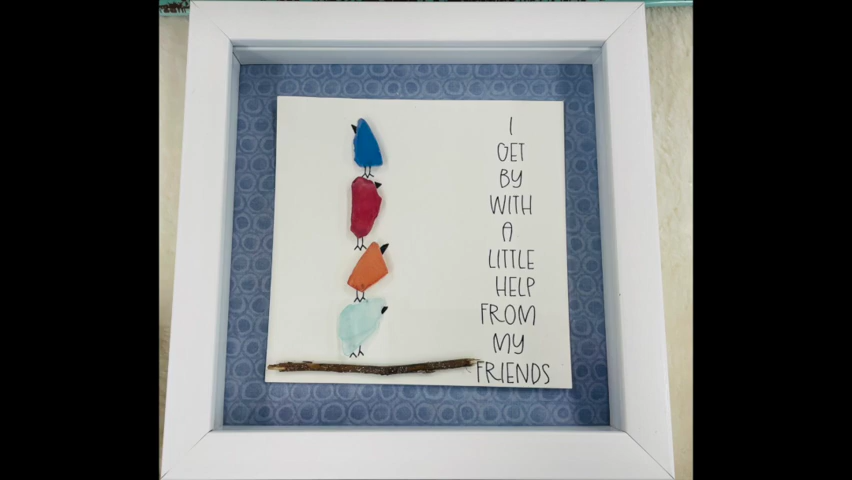 I
GET
BY
WITH
A
LITTLE
HELP
FROM
MY
FRIENDS